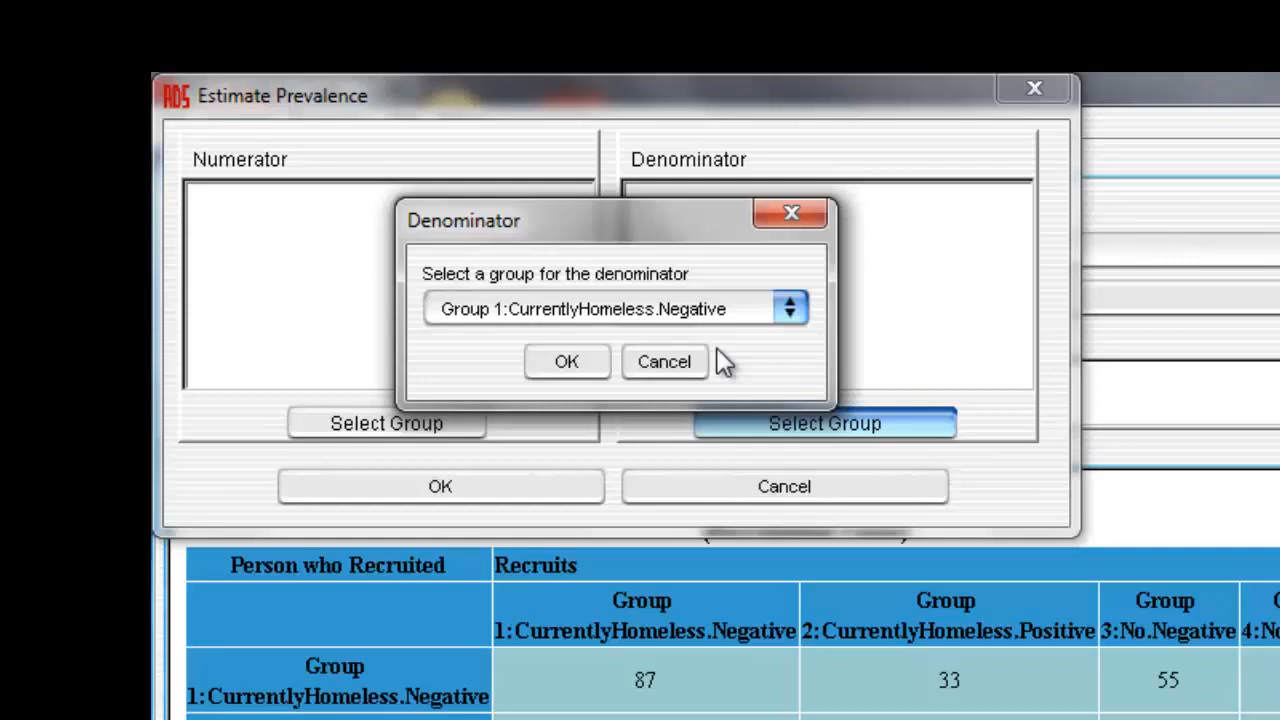 RDS Estimate Prevalence
Numerator
Denominator
Denominator
Select a group for the denominator
Group 1:CurrentlyHomeless.Negative
OK
Cancel
Select Group
Select Group
OK
Cancel
Person who Recruited
Recruits
Group
1:CurrentlyHomeless.Negative
Group
2:CurrentlyHomeless.Positive
Group
3:No.Negative
Group
1:CurrentlyHomeless.Negative
87
33
55